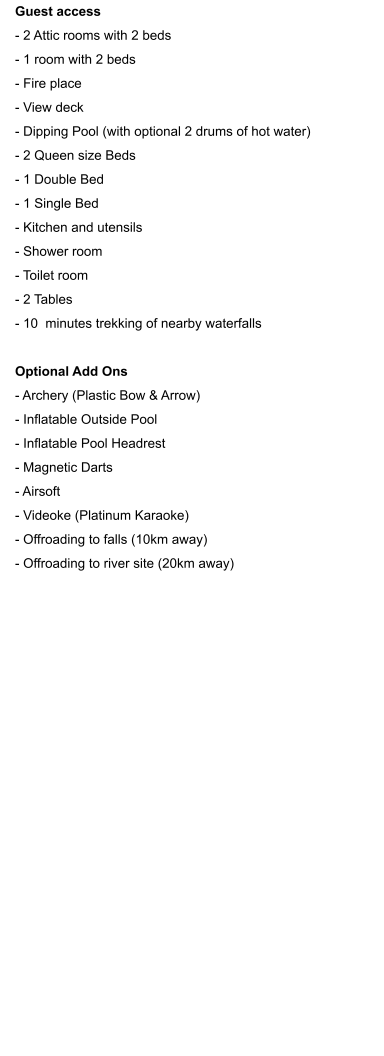 Guest access
- 2 Attic rooms with 2 beds
- 1 room with 2 beds
- Fire place
- View deck
- Dipping Pool (with optional 2 drums of hot water)
- 2 Queen size Beds
- 1 Double Bed
- 1 Single Bed
- Kitchen and utensils
- Shower room
- Toilet room
- 2 Tables
- 10  minutes trekking of nearby waterfalls

Optional Add Ons
- Archery (Plastic Bow & Arrow)
- Inflatable Outside Pool
- Inflatable Pool Headrest
- Magnetic Darts
- Airsoft
- Videoke (Platinum Karaoke)
- Offroading to falls (10km away)
- Offroading to river site (20km away)